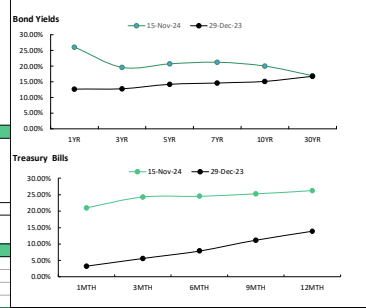 Bond Yields
15-Nov-24 29-Dec-23
30.00%
25.00%
20.00%
15.00%
10.00%
5.00%
0.00%
1YR 3YR 5YR 7YR 10YR 30YR
Treasury Bills
15-Nov-24 29-Dec-23
30.00%
25.00%
20.00%
15.00%
10.00%
5.00%
0.00%
1MTH 3MTH 6MTH 9MTH 12MTH